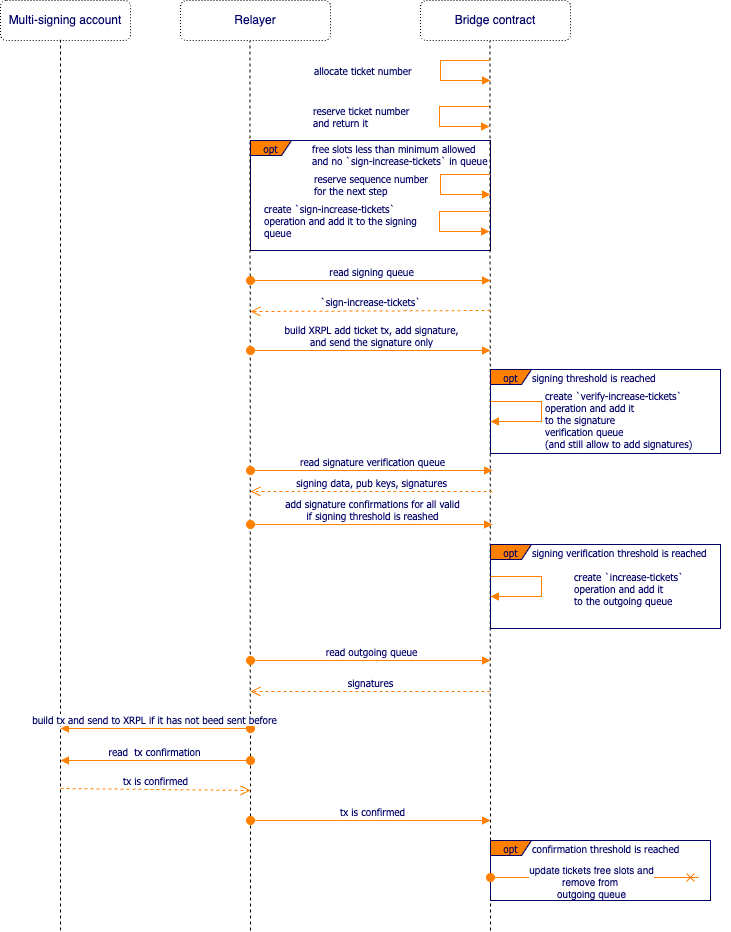 Multi-signing account
Relayer
Bridge contract
allocate ticket number
reserve ticket number
and return it
opt
free slots less than minimum allowed
and no `sign-increase-tickets` in queue
reserve sequence number
for the next step
create `sign-increase-tickets`
operation and add it to the signing
queue
read signing queue
`sign-increase-tickets`
build XRPL add ticket tx, add signature,
and send the signature only
opt
signing threshold is reached
create `verify-increase-tickets`
operation and add it
to the signature
verification queue
(and still allow to add signatures)
read signature verification queue
signing data, pub keys, signatures
add signature confirmations for all valid
if signing threshold is reashed
opt
signing verification threshold is reached
create `increase-tickets`
operation and add it
to the outgoing queue
read outgoing queue
signatures
build tx and send to XRPL if it has not beed sent before
read  tx confirmation
tx is confirmed
tx is confirmed
opt
confirmation threshold is reached
update tickets free slots and
remove from
outgoing queue